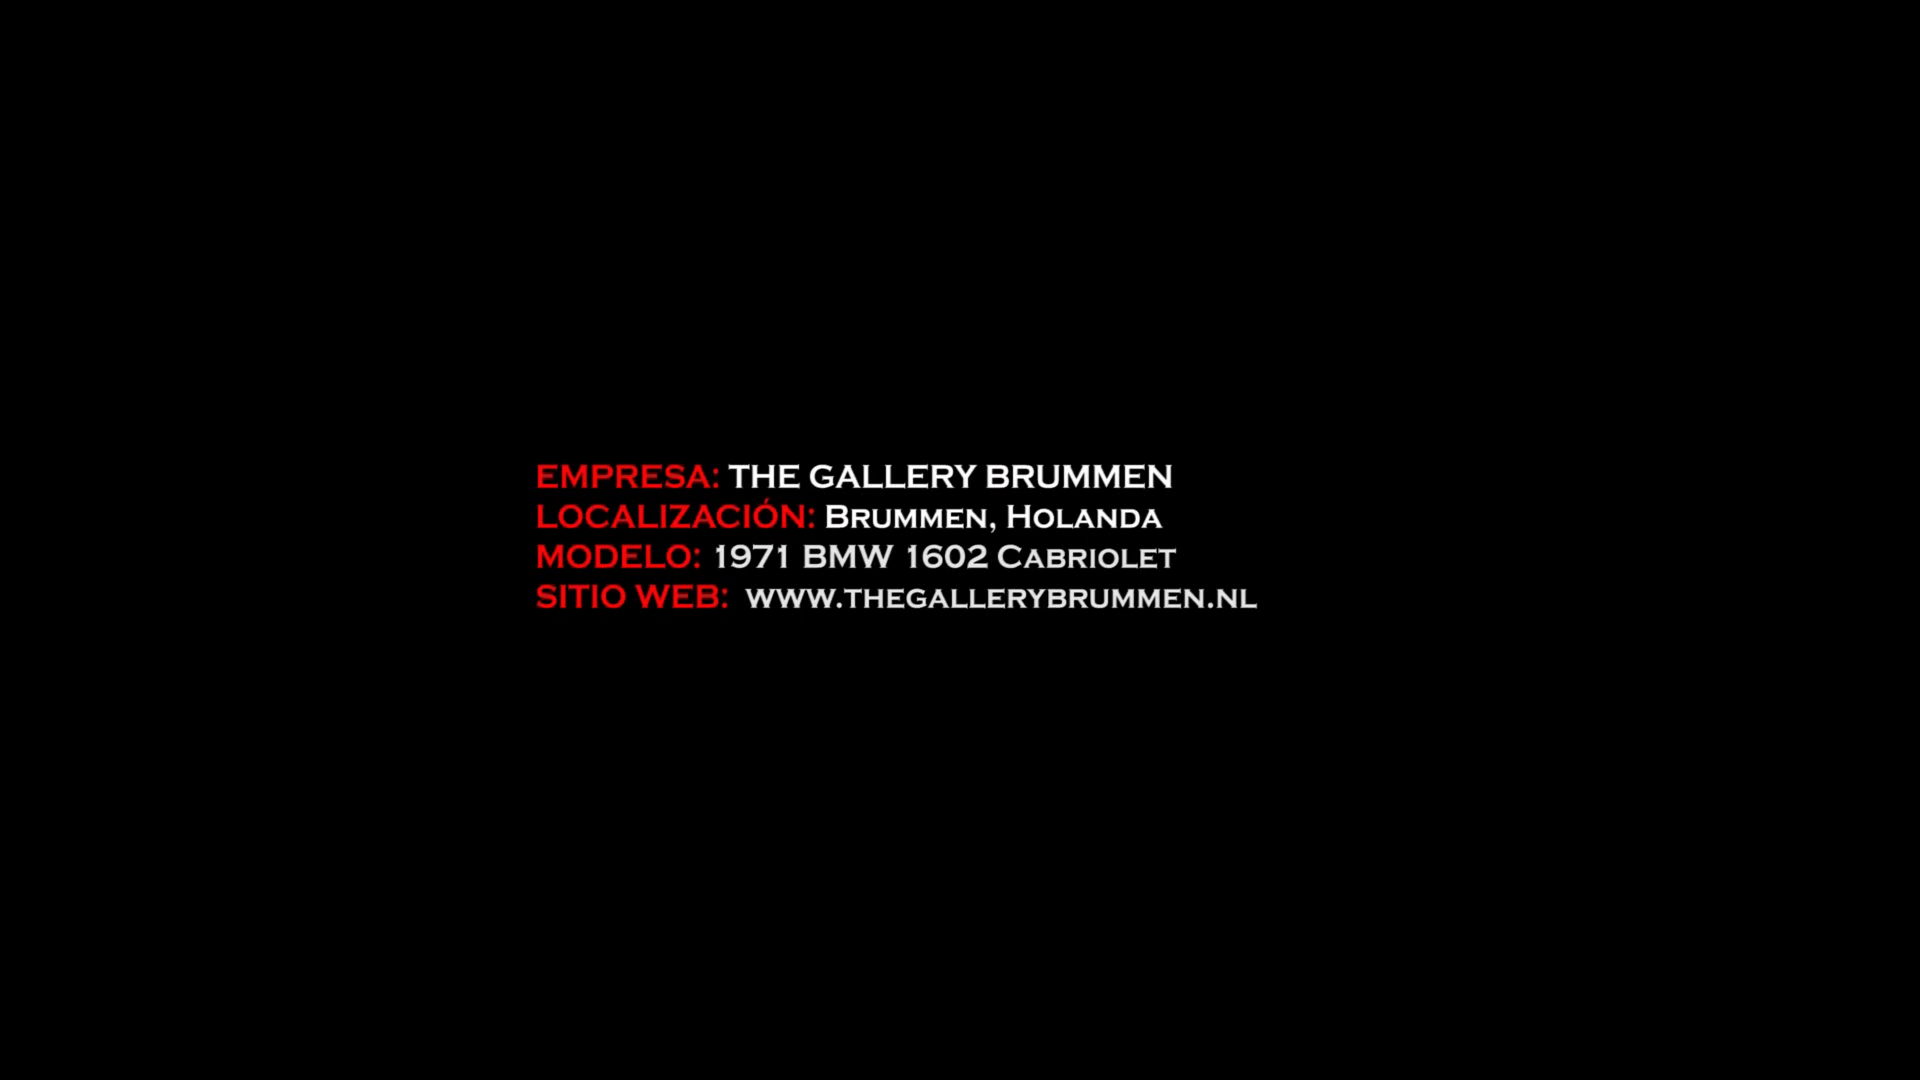 EMPRESA: THE GALLERY BRUMMEN
LOCALIZACIÓN: Brummen, Holanda
MODELO: 1971 BMW 1602 Cabriolet
SITIO WEB: www.thegallerybrummen.nl